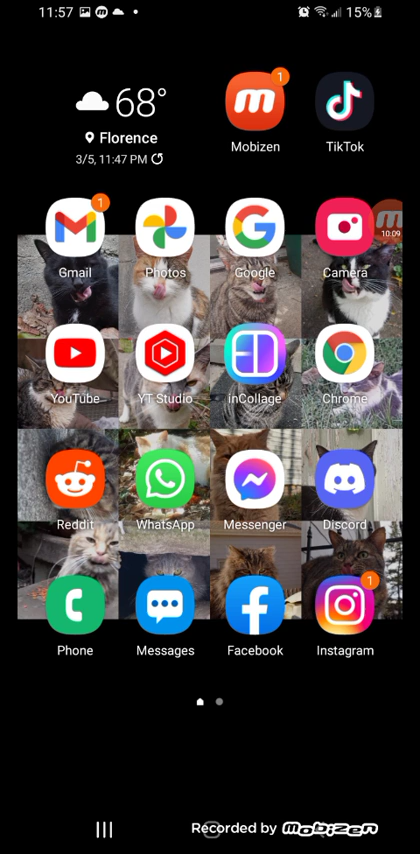 11:57
15%
68°
Florence
3/5, 11:47 PM
1
Mobizen
TikTok
1
10:09
Gmail
Photos
Google
Camera
YouTube
YT Studio
inCollage
Chrome
Reddit
WhatsApp
Messenger
Discord
1
Phone
Messages
Facebook
Instagram
Recorded by mobizen